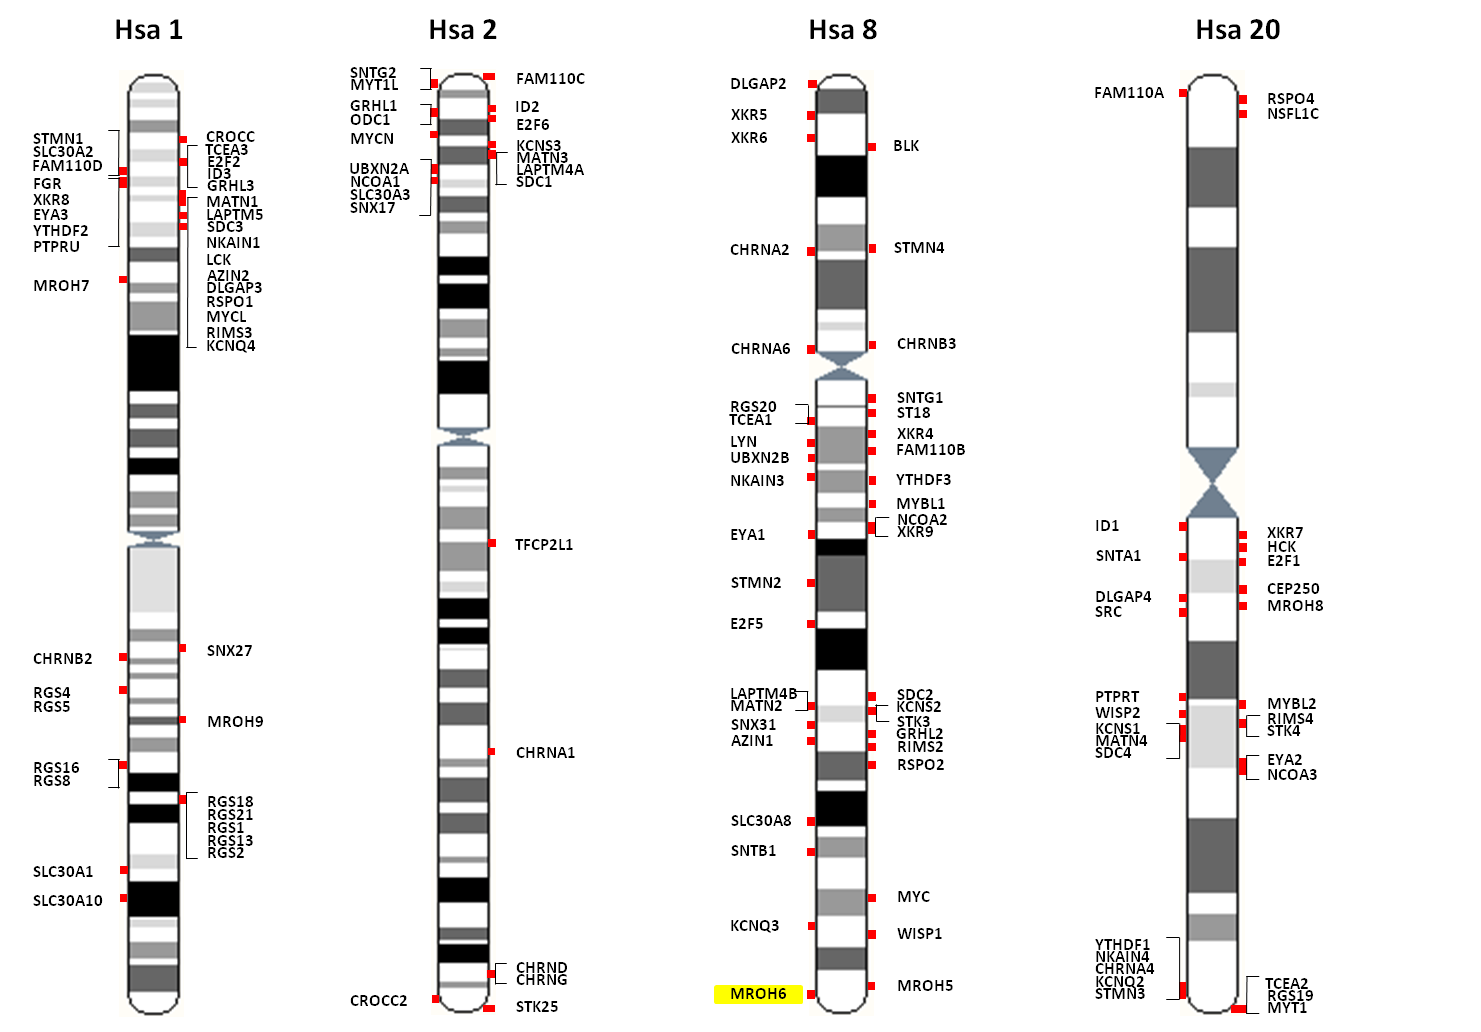 Hsa 1
STMN1
SLC30A2
FAM110D
FGR
XKR8
EYA3
YTHDF2
PTPRU
MROH7
CHRNB2
RGS4
RGS5
RGS16
RGS8
SLC30A1
SLC30A10
CROCC
TCEA3
E2F2
ID3
GRHL3
MATN1
LAPTM5
SDC3
NKAIN1
LCK
AZIN2
DLGAP3
RSPO1
MYCL
RIMS3
KCNQ4
SNX27
MROH9
RGS18
RGS21
RGS1
RGS13
RGS2
Hsa 2
SNTG2
MYT1L
GRHL1
ODC1
MYCN
UBXN2A
NCOA1
SLC30A3
SNX17
CROCC2
FAM110C
ID2
E2F6
KCNS3
MATN3
LAPTM4A
SDC1
TFCP2L1
CHRNA1
CHRND
CHRNG
STK25
Hsa 8
DLGAP2
XKR5
XKR6
CHRNA2
CHRNA6
RGS20
TCEA1
LYN
UBXN2B
NKAIN3
EYA1
STMN2
E2F5
LAPTM4B
MATN2
SNX31
AZIN1
SLC30A8
SNTB1
KCNQ3
MROH6
BLK
STMN4
CHRNB3
SNTG1
ST18
XKR4
FAM110B
YTHDF3
MYBL1
NCOA2
XKR9
SDC2
KCNS2
STK3
GRHL2
RIMS2
RSPO2
MYC
WISP1
MROH5
Hsa 20
FAM110A
ID1
SNTA1
DLGAP4
SRC
PTPRT
WISP2
KCNS1
MATN4
SDC4
YTHDF1
NKAIN4
CHRNA4
KCNQ2
STMN3
RSPO4
NSFL1C
XKR7
HCK
E2F1
CEP250
MROH8
MYBL2
RIMS4
STK4
EYA2
NCOA3
TCEA2
RGS19
MYT1